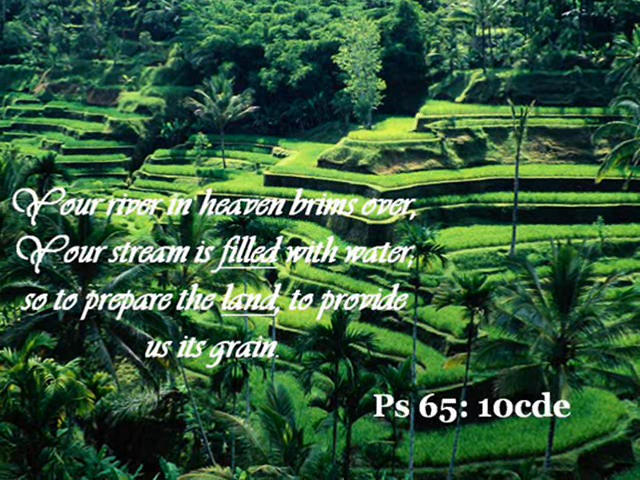 Your river in heaven brims over,
Your stream is filled with water,
so to prepare the land, to provide
us its grain.
Ps 65: 10cde